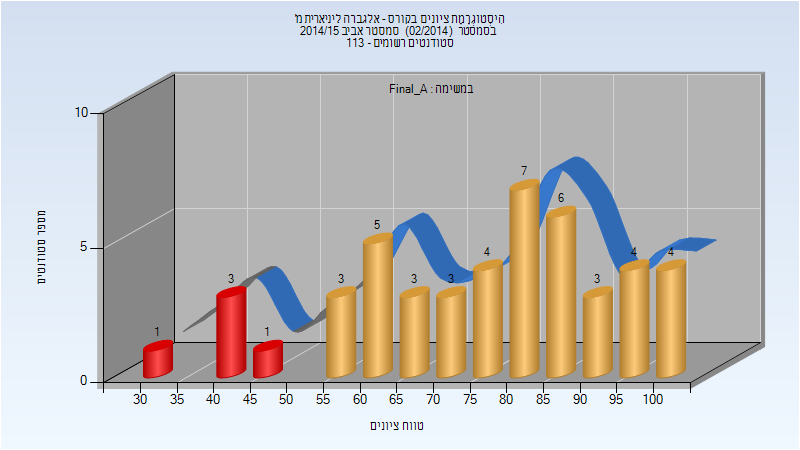 היסטוגרמת ציונים בקורס - אלגברה ליניארית מ'
בסמסטר (02/2014) סמסטר אביב 2014/15
סטודנטים רשומים - 113
במשימה : Final_A
10
5
0
מספר סטודנטים
1
3
1
3
5
3
3
4
7
6
3
4
4
30 35 40 45 50 55 60 65 70 75 80 85 90 95 100
טווח ציונים